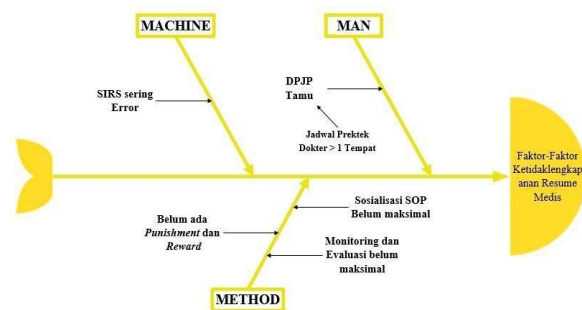 MACHINE
MAN
SIRS sering
Error
DPJP
Tamu
Jadwal Prektek
Dokter > 1 Tempat
Faktor-Faktor
Ketidaklengkap
anan Resume
Medis
Sosialisasi SOP
Belum maksimal
Belum ada
Punishment dan
Reward
Monitoring dan
Evaluasi belum
maksimal
METHOD